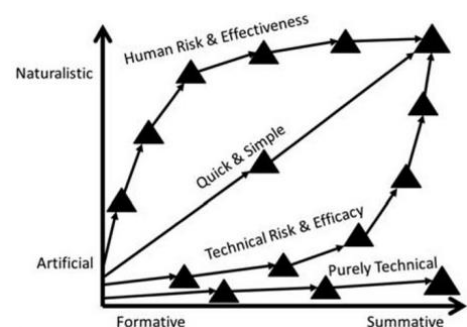 Human Risk & Effectiveness
Naturalistic
Quick & Simple
Technical Risk & Efficacy
Artificial
Purely Technical
Formative
Summative